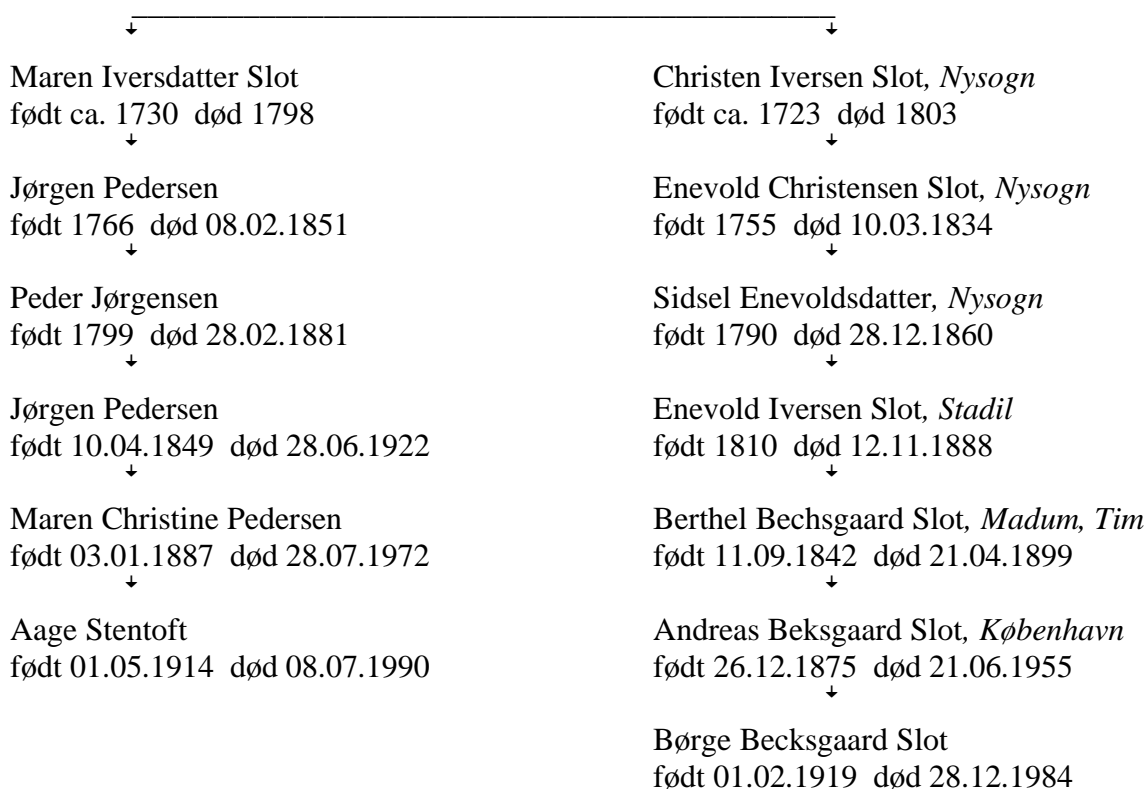 Maren Iversdatter Slot
født ca. 1730  død 1798
Jørgen Pedersen
født 1766  død 08.02.1851
Peder Jørgensen
født 1799  død 28.02.1881
Jørgen Pedersen
født 10.04.1849  død 28.06.1922
Maren Christine Pedersen
født 03.01.1887  død 28.07.1972
Aage Stentoft
født 01.05.1914  død 08.07.1990
Christen Iversen Slot, Nysogn
født ca. 1723  død 1803
Enevold Christensen Slot, Nysogn
født 1755  død 10.03.1834
Sidsel Enevoldsdatter, Nysogn
født 1790  død 28.12.1860
Enevold Iversen Slot, Stadil
født 1810  død 12.11.1888
Berthel Bechsgaard Slot, Madum, Tim
født 11.09.1842  død 21.04.1899
Andreas Beksgaard Slot, København
født 26.12.1875  død 21.06.1955
Børge Becksgaard Slot
født 01.02.1919  død 28.12.1984